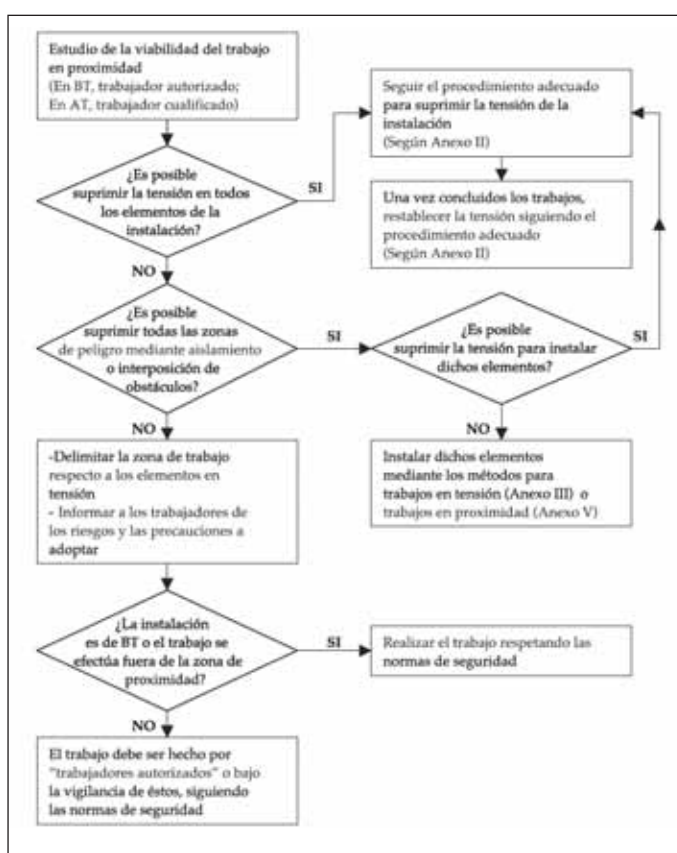 Estudio de la viabilidad del trabajo
en proximidad
(En BT, trabajador autorizado;
En AT, trabajador cualificado)
Seguir el procedimiento adecuado
para suprimir la tensión de la
instalación
(Según Anexo II)
¿Es posible
suprimir la tensión en todos
los elementos de la
instalación?
SI
Una vez concluidos los trabajos,
restablecer la tensión siguiendo el
procedimiento adecuado
(Según Anexo II)
NO
¿Es posible
suprimir todas las zonas
de peligro mediante aislamiento
o interposición de
obstáculos?
SI
¿Es posible
suprimir la tensión para instalar
dichos elementos?
SI
NO
NO
-Delimitar la zona de trabajo
respecto a los elementos en
tensión
- Informar a los trabajadores de
los riesgos y las precauciones a
adoptar
Instalar dichos elementos
mediante los métodos para
trabajos en tensión (Anexo III) o
trabajos en proximidad (Anexo V)
¿La instalación
es de BT o el trabajo se
efectúa fuera de la zona de
proximidad?
SI
Realizar el trabajo respetando las
normas de seguridad
NO
El trabajo debe ser hecho por
"trabajadores autorizados" o bajo
la vigilancia de éstos, siguiendo
las normas de seguridad